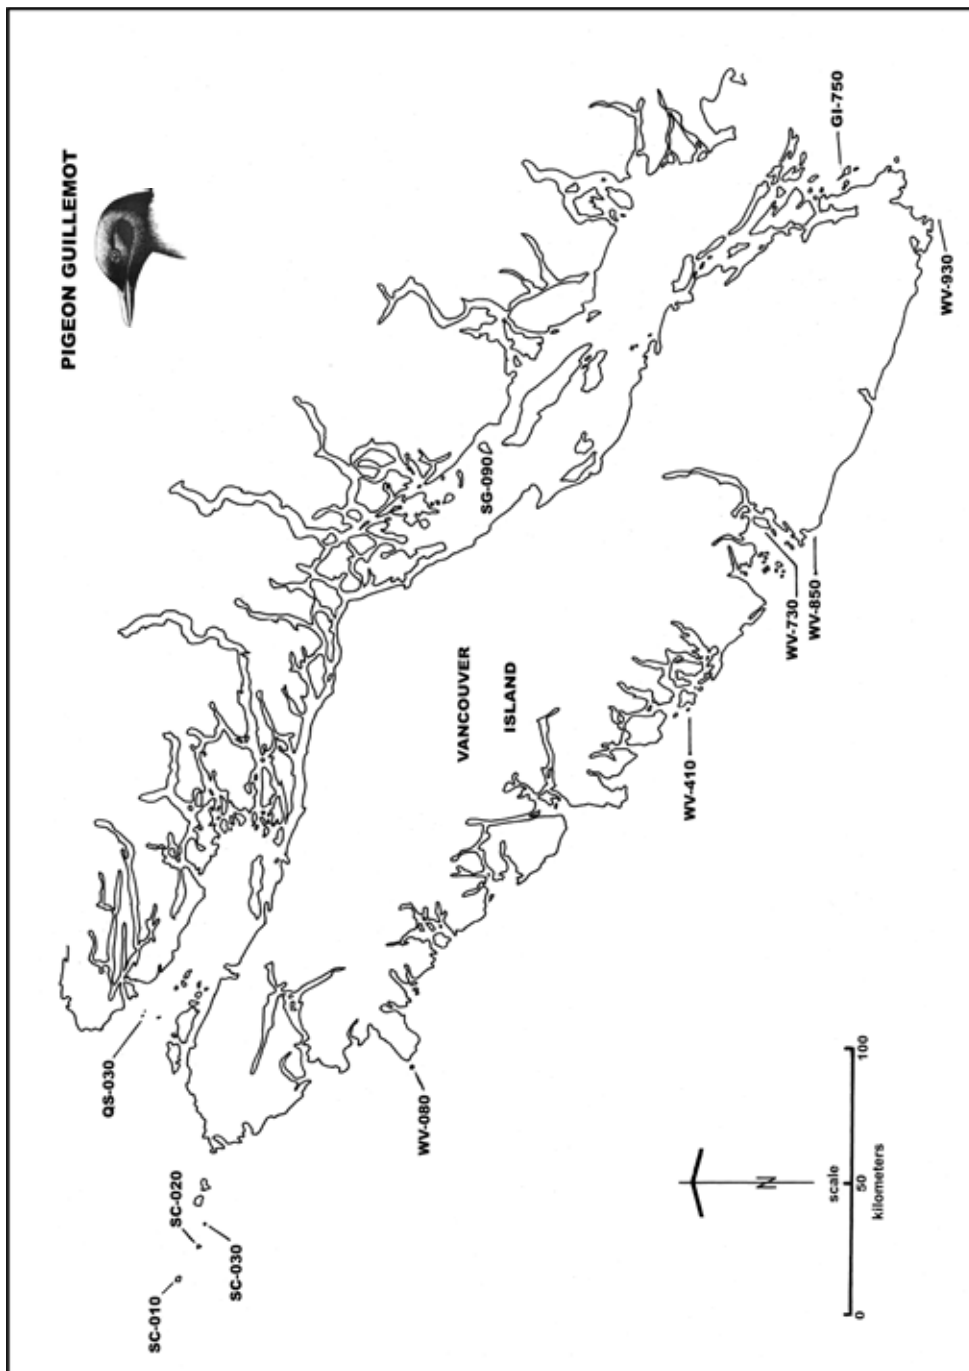 PIGEON GUILLEMOT
SC-010
SC-020
SC-030
QS-030
WV-080
VANCOUVER
ISLAND
WV-410
SG-090
WV-730
WV-850
GI-750
WV-930
N
scale
0
50
100
kilometers